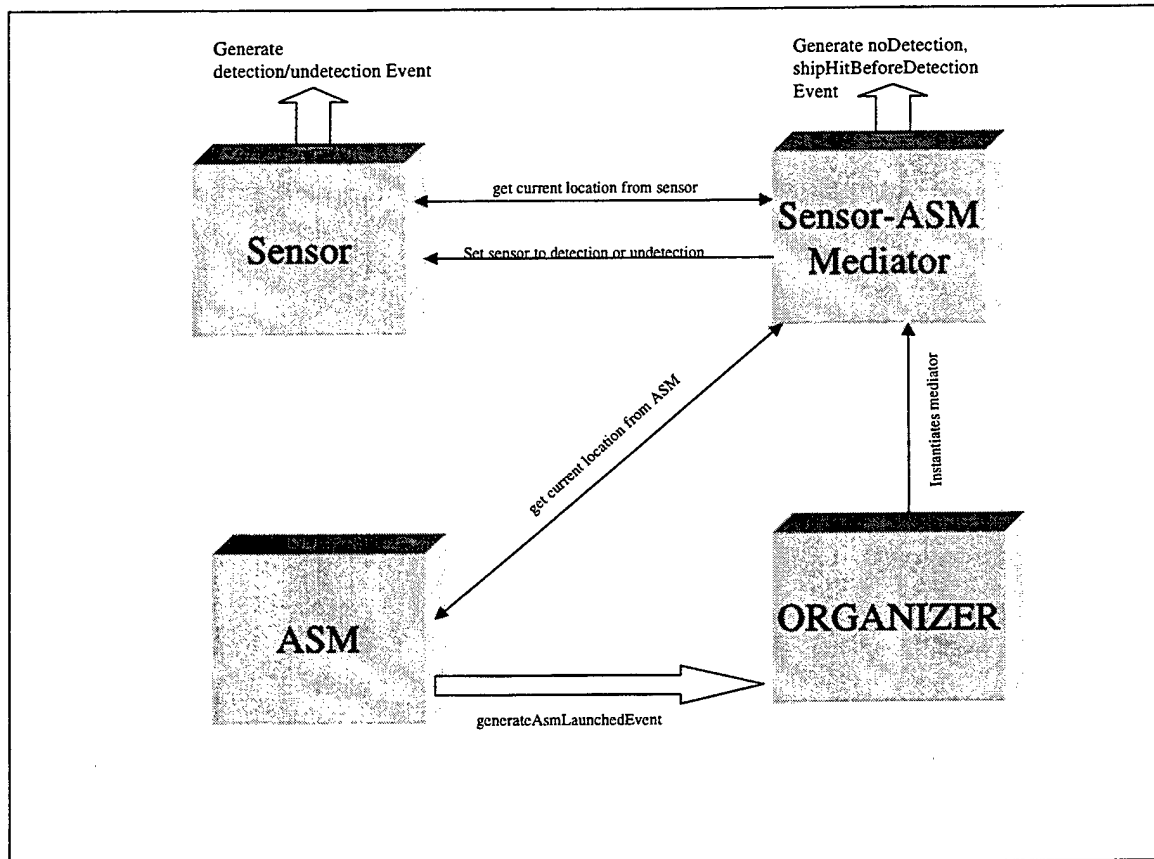 Generate
detection/undetection Event
Generate noDetection,
shipHitBeforeDetection
Event
get current location from sensor
Sensor
Sensor-ASM
Mediator
Set sensor to detection or undetection
get current location from ASM
Instantiates mediator
ASM
ORGANIZER
generateAsmLaunchedEvent